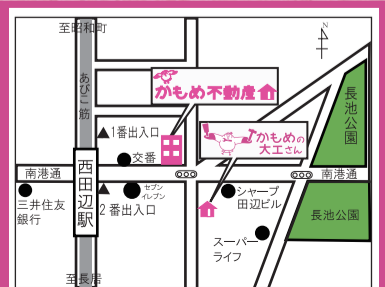 至昭和町
N
あびこ筋
かもめ不動産
長池
公園
▲1番出入口
かもめの
大工さん
交番
南港通
西田辺駅
南港通
セブン
イレブン
▲2番出入口
シャープ
田辺ビル
三井住友
銀行
長池公園
スーパー
ライフ
至長居